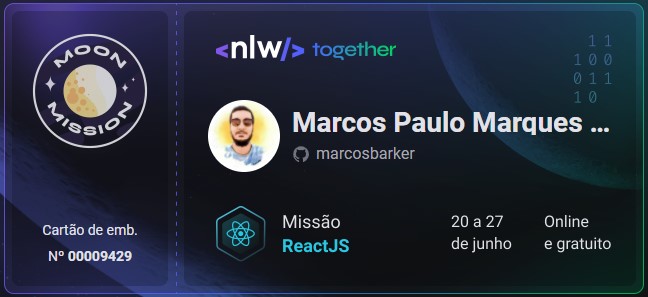 MOON
MISSION
Cartão de emb.
Nº 00009429
<nlw/> together
1 1
1 0 0
0 1 1
1 0
Marcos Paulo Marques ...
marcosbarker
Missão
ReactJS
20 a 27
de junho
Online
e gratuito